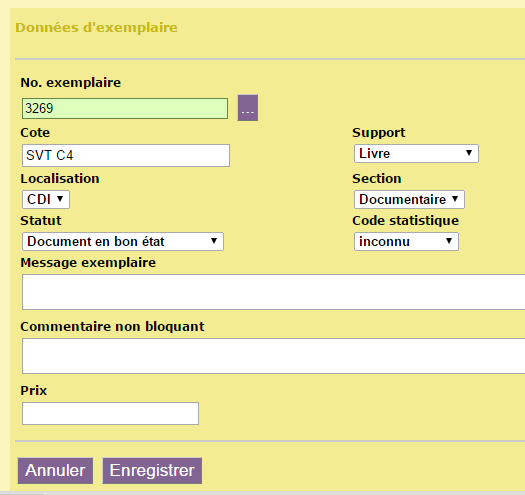 Données d'exemplaire
No. exemplaire
3269 ...
Cote Support
SVT C4 Livre
Localisation Section
CDI Documentaire
Statut Code statistique
Document en bon état inconnu
Message exemplaire
Commentaire non bloquant
Prix
Annuler Enregistrer